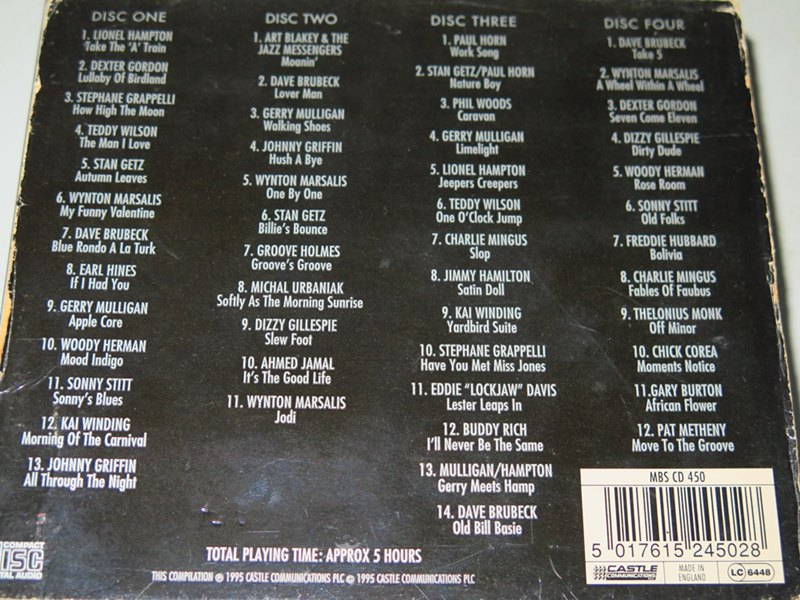 DISC ONE
1. LIONEL HAMPTON
'Take The 'A' Train
2. DEXTER GORDON
Lullaby Of Birdland
3. STEPHANE GRAPPELLI
How High The Moon
4. TEDDY WILSON
The Man I Love
5. STAN GETZ
Autumn Leaves
6. WYNTON MARSALIS
My Funny Valentine
7. DAVE BRUBECK
Blue Rondo A La Turk
8. EARL HINES
If I Had You
9. GERRY MULLIGAN
Apple Core
10. WOODY HERMAN
Mood Indigo
11. SONNY STITT
Sonny's Blues
12. KAI WINDING
Morning Of The Carnival
13. JOHNNY GRIFFIN
All Through The Night
DISC TWO
1. ART BLAKEY & THE
JAZZ MESSENGERS
Moanin'
2. DAVE BRUBECK
Lover Man
3. GERRY MULLIGAN
Walking Shoes
4. JOHNNY GRIFFIN
Hush A Bye
5. WYNTON MARSALIS
One By One
6. STAN GETZ
Billie's Bounce
7. GROOVE HOLMES
Groove's Groove
8. MICHAL URBANIAK
Softly As The Morning Sunrise
9. DIZZY GILLESPIE
Slew Foot
10. AHMED JAMAL
It's The Good Life
11. WYNTON MARSALIS
Jodi
DISC THREE
1. PAUL HORN
Work Song
2. STAN GETZ/PAUL HORN
Nature Boy
3. PHIL WOODS
Caravan
4. GERRY MULLIGAN
Limelight
5. LIONEL HAMPTON
Jeepers Creepers
6. TEDDY WILSON
One O'Clock Jump
7. CHARLIE MINGUS
Slop
8. JIMMY HAMILTON
Satin Doll
9. KAI WINDING
Yardbird Suite
10. STEPHANE GRAPPELLI
Have You Met Miss Jones
11. EDDIE "LOCKJAW" DAVIS
Lester Leaps In
12. BUDDY RICH
I'll Never Be The Same
13. MULLIGAN/HAMPTON
Gerry Meets Hamp
14. DAVE BRUBECK
Old Bill Basie
DISC FOUR
1. DAVE BRUBECK
Take 5
2. WYNTON MARSALIS
A Wheel Within A Wheel
3. DEXTER GORDON
Seven Come Eleven
4. DIZZY GILLESPIE
Dirty Dude
5. WOODY HERMAN
Rose Room
6. SONNY STITT
Old Folks
7. FREDDIE HUBBARD
Bolivia
8. CHARLIE MINGUS
Fables Of Faubus
9. THELONIUS MONK
Off Minor
10. CHICK COREA
Moments Notice
11.GARY BURTON
African Flower
12. PAT METHENY
Move To The Groove
MBS CD 450
5 017615 245028
CASTLE
COMMUNICATIONS
MADE IN
ENGLAND
LC 6448
COMPACT
DISC
TAL AUDIO
TOTAL PLAYING TIME: APPROX 5 HOURS
THIS COMPILATION ℗ 1995 CASTLE COMMUNICATIONS PLC © 1995 CASTLE COMMUNICATIONS PLC